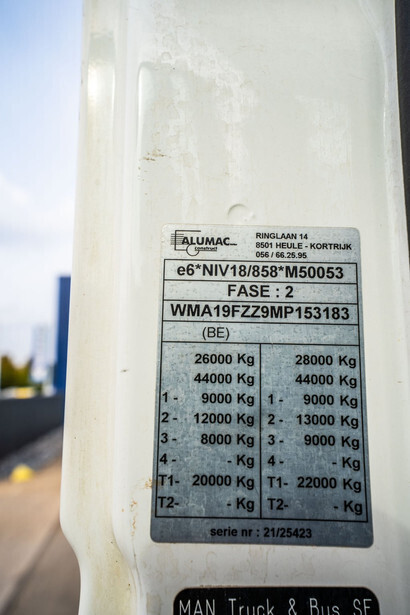 ALUMAC
construct
RINGLAAN 14
8501 HEULE - KORTRIJK
056 / 66.25.95
e6*NIV18/858*M50053
FASE : 2
WMA19FZZ9MP153183
(BE)
26000 Kg 28000 Kg
44000 Kg 44000 Kg
1 - 9000 Kg 1 - 9000 Kg
2 - 12000 Kg 2 - 13000 Kg
3 - 8000 Kg 3 - 9000 Kg
4 - - Kg 4 - - Kg
T1- 20000 Kg T1- 22000 Kg
T2- - Kg T2- - Kg
serie nr : 21/25423
MAN Truck & Bus SE